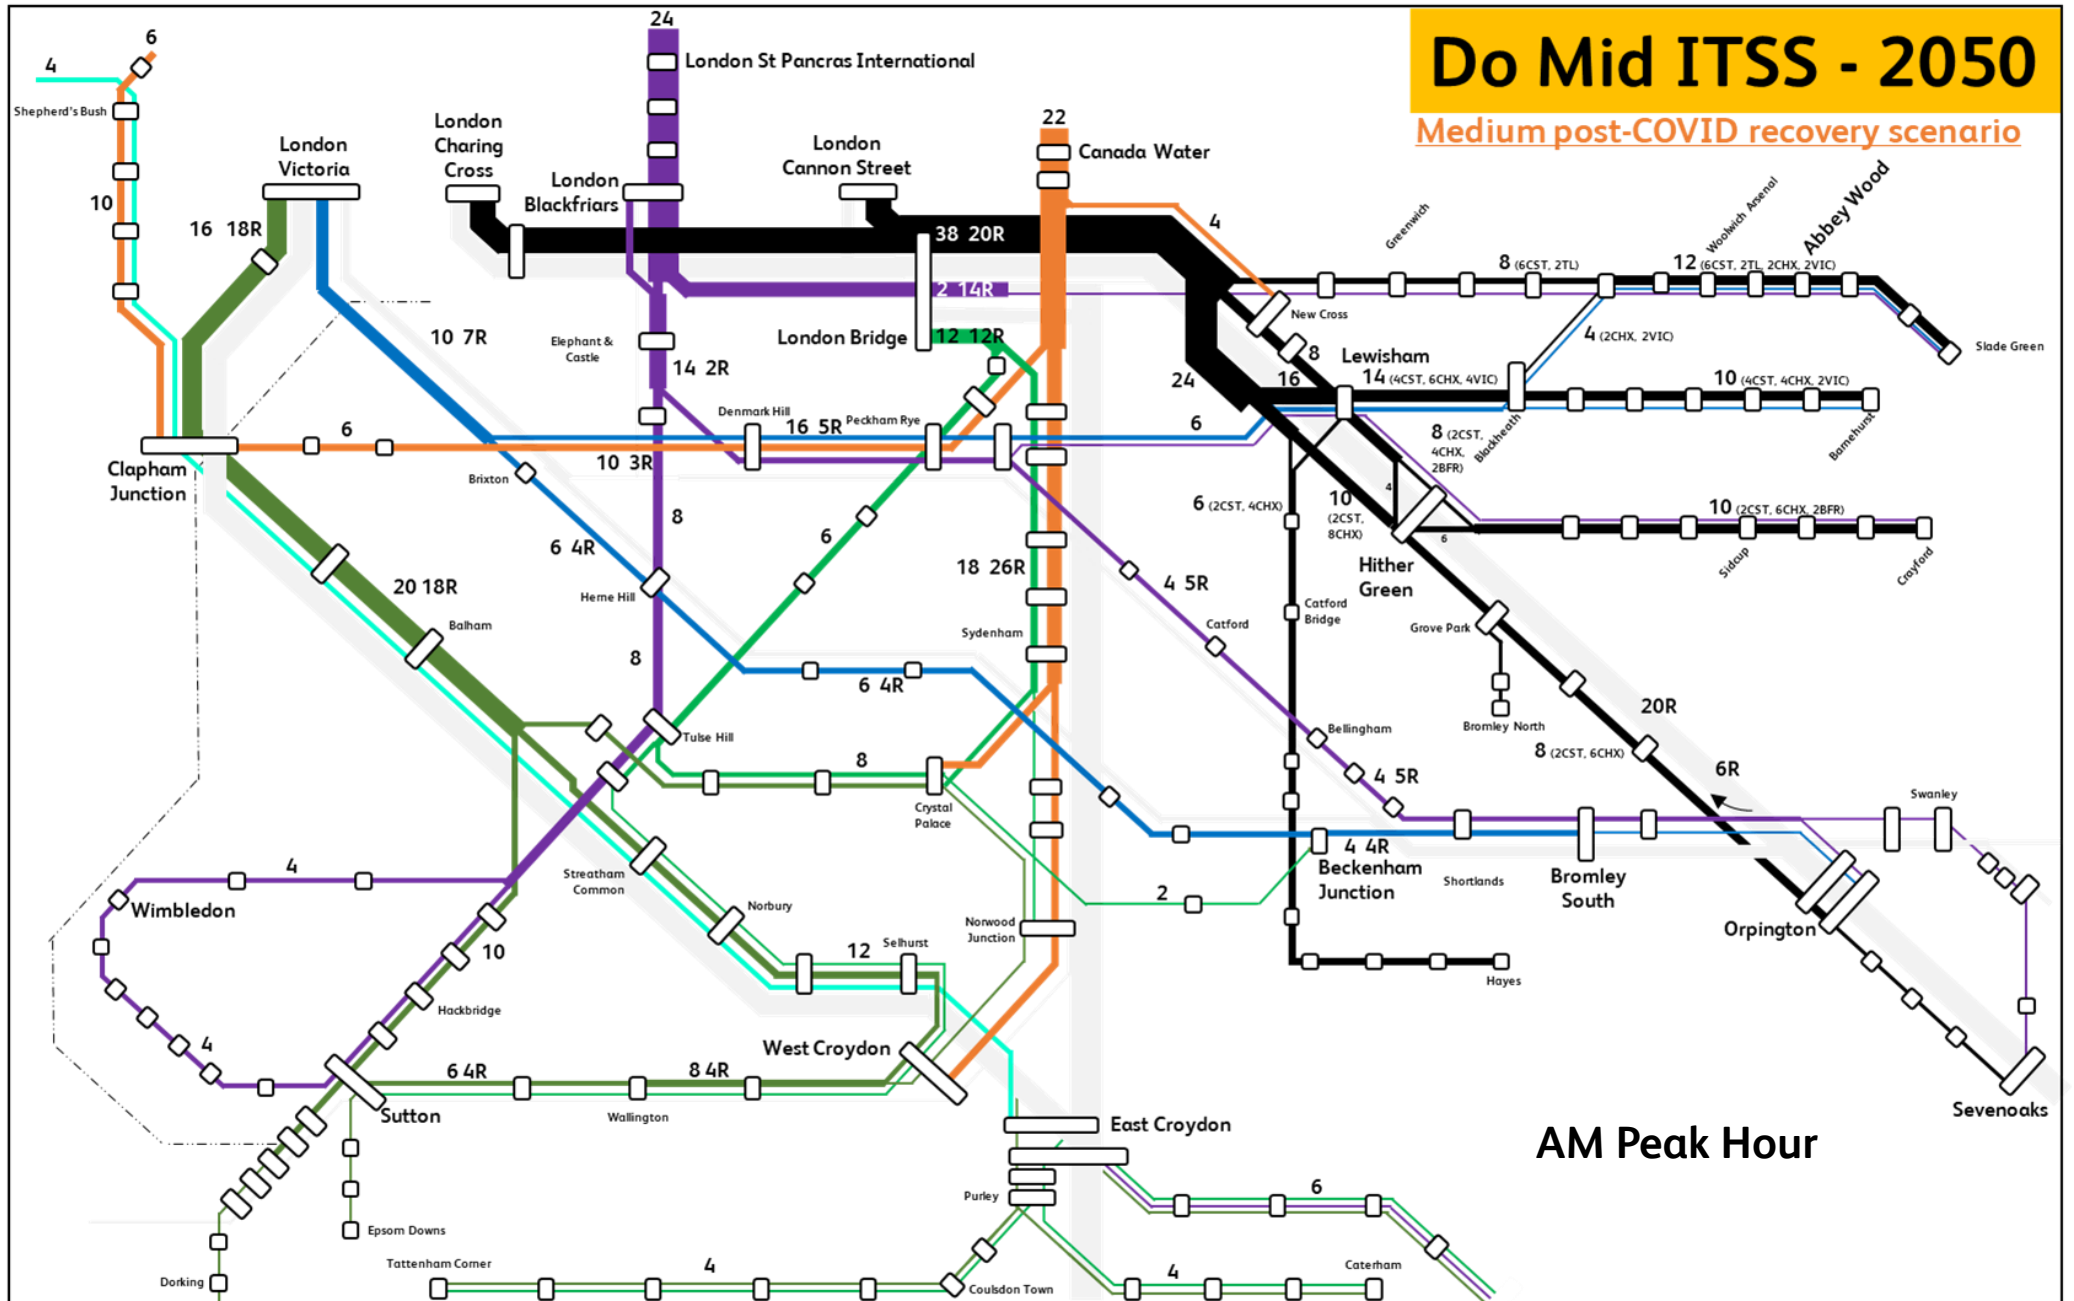 Do Mid ITSS - 2050
Medium post-COVID recovery scenario
6
4
Shepherd's Bush
10
London
Victoria
16 18R
London
Charing
Cross
24
London St Pancras International
London
Blackfriars
London
Cannon Street
22
Canada Water
38 20R
2 14R
London Bridge
12 12R
4
New Cross
Greenwich
8 (6CST, 2TL)
Woolwich Arsenal
Abbey Wood
12 (6CST, 2TL, 2CHX, 2VIC)
Slade Green
4 (2CHX, 2VIC)
10 7R
Elephant &
Castle
14 2R
24
8
16
Lewisham
14 (4CST, 6CHX, 4VIC)
Blackheath
10 (4CST, 4CHX, 2VIC)
Barnehurst
6
Clapham
Junction
Brixton
Denmark Hill
16 5R
Peckham Rye
6
10 3R
8
6 4R
Herne Hill
6
8 (2CST,
4CHX,
2BFR)
4
10
(2CST,
8CHX)
6 (2CST, 4CHX)
6
Hither
Green
10 (2CST, 6CHX, 2BFR)
Sidcup
Crayford
20 18R
Balham
18 26R
Sydenham
4 5R
Catford
Catford
Bridge
Grove Park
Bromley North
8
6 4R
Tulse Hill
8
Crystal
Palace
Bellingham
4 5R
20R
8 (2CST, 6CHX)
6R
Swanley
4 4R
Beckenham
Junction
Shortlands
Bromley
South
Orpington
Streatham
Common
Norbury
12
Selhurst
Norwood
Junction
2
4
Wimbledon
10
Hackbridge
4
Hayes
Sevenoaks
West Croydon
6 4R
8 4R
Wallington
Sutton
East Croydon
AM Peak Hour
Purley
6
Epsom Downs
Dorking
Tattenham Corner
4
Coulsdon Town
4
Caterham